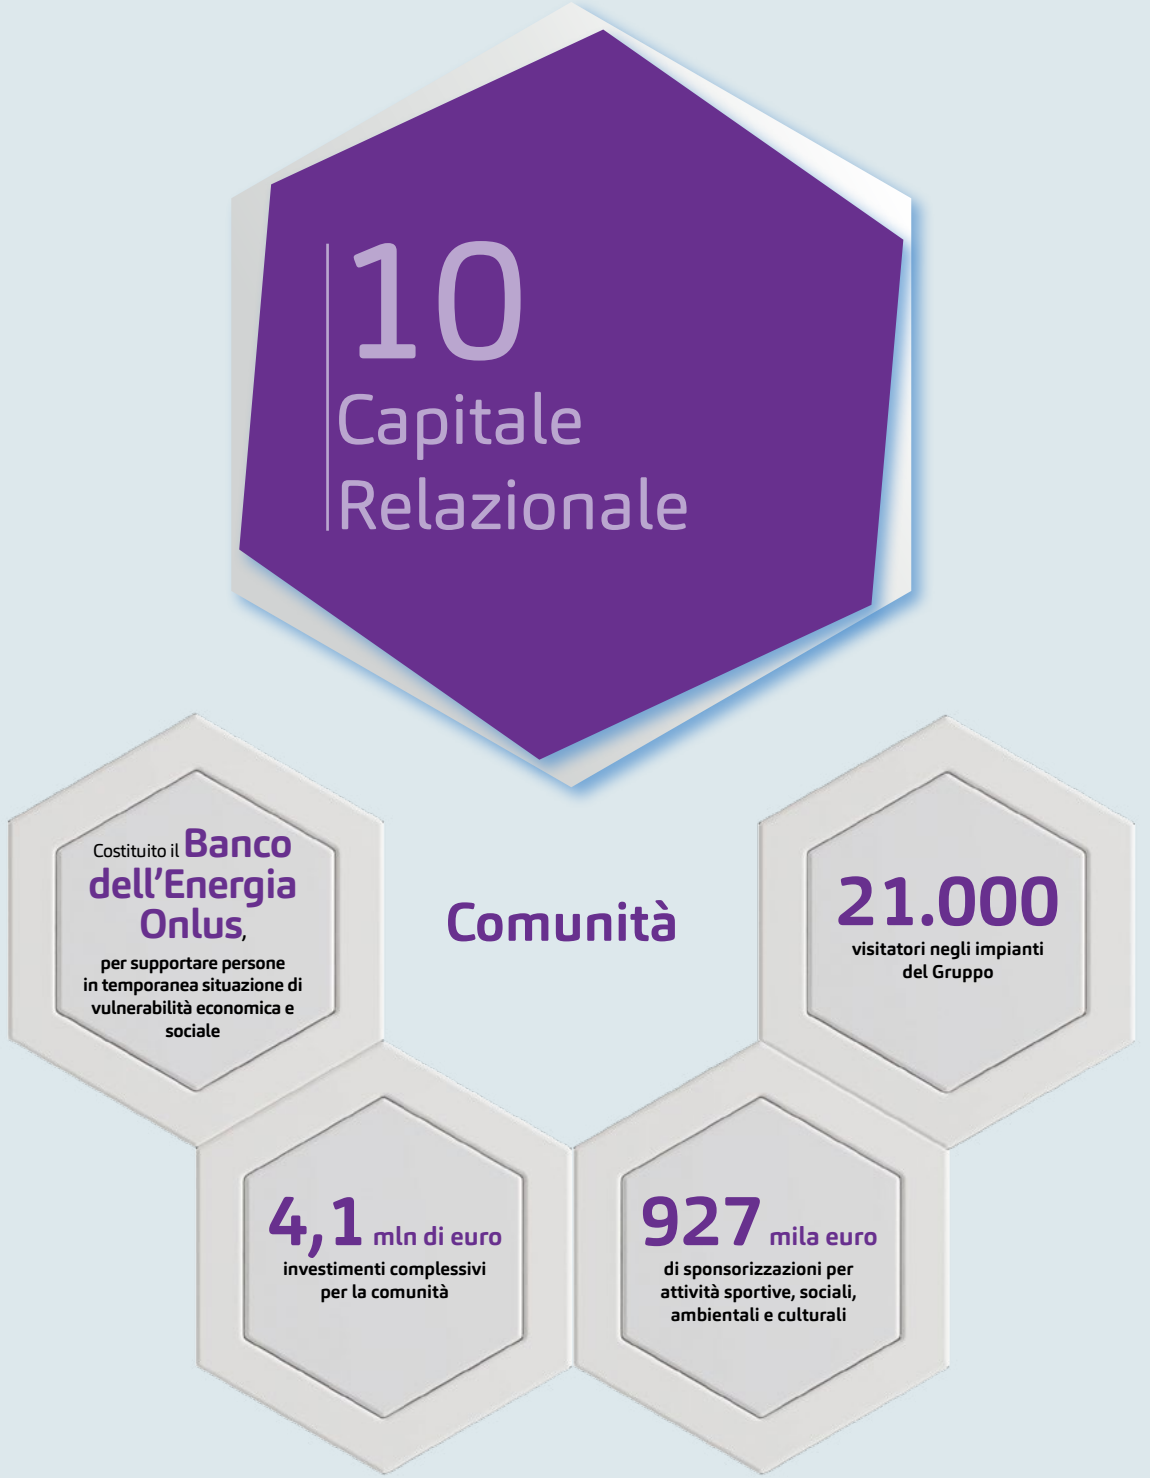 10
Capitale
Relazionale
Costituito il Banco
dell'Energia
Onlus,
per supportare persone
in temporanea situazione di
vulnerabilità economica e
sociale
Comunità
21.000
visitatori negli impianti
del Gruppo
4,1 mln di euro
investimenti complessivi
per la comunità
927 mila euro
di sponsorizzazioni per
attività sportive, sociali,
ambientali e culturali